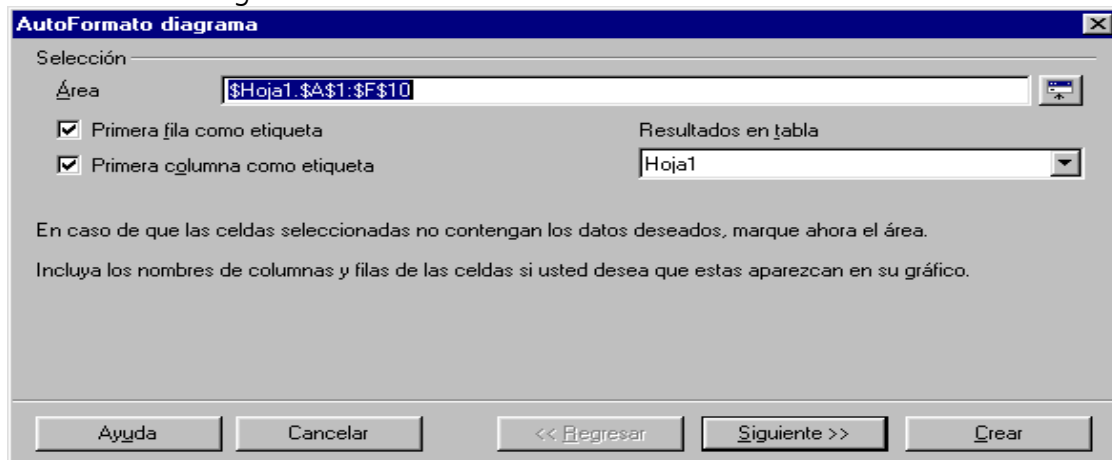 AutoFormato diagrama
Selección
Área
$Hoja1.$A$1:$F$10
Primera fila como etiqueta
Resultados en tabla
Primera columna como etiqueta
Hoja1
En caso de que las celdas seleccionadas no contengan los datos deseados, marque ahora el área.
Incluya los nombres de columnas y filas de las celdas si usted desea que estas aparezcan en su gráfico.
Ayuda
Cancelar
<< Regresar
Siguiente >>
Crear